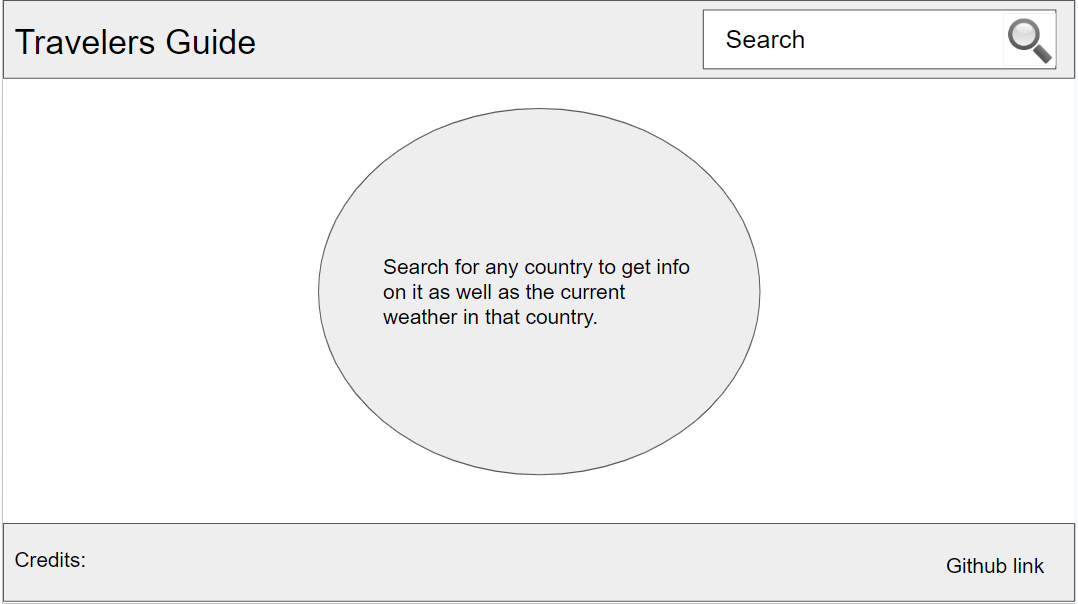 Travelers Guide
Search
Search for any country to get info
on it as well as the current
weather in that country.
Credits:
Github link